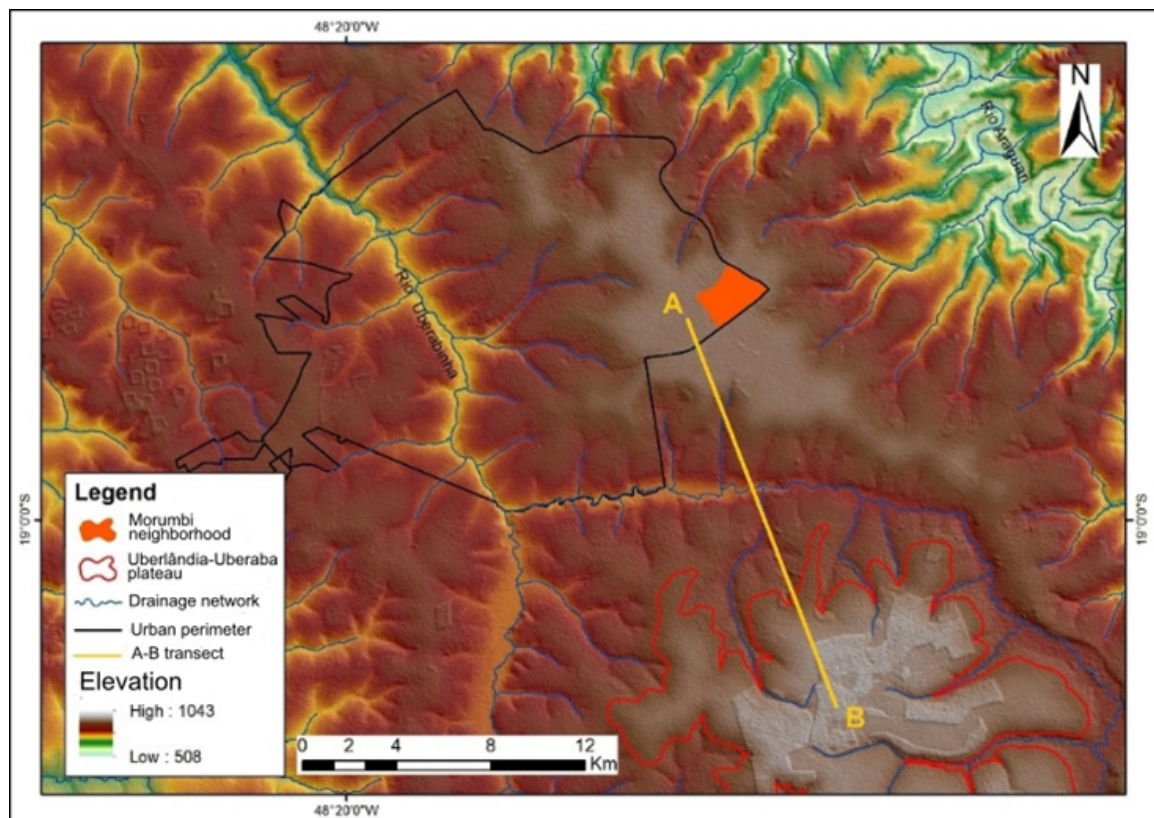 48°20'0"W
N
Rio Araguari
Rio Uberabinha
A
19°0'0"S
19°0'0"S
Legend
Morumbi
neighborhood
Uberlândia-Uberaba
plateau
Drainage network
Urban perimeter
A-B transect
Elevation
High : 1043
Low : 508
B
0 2 4 8 12
Km
48°20'0"W